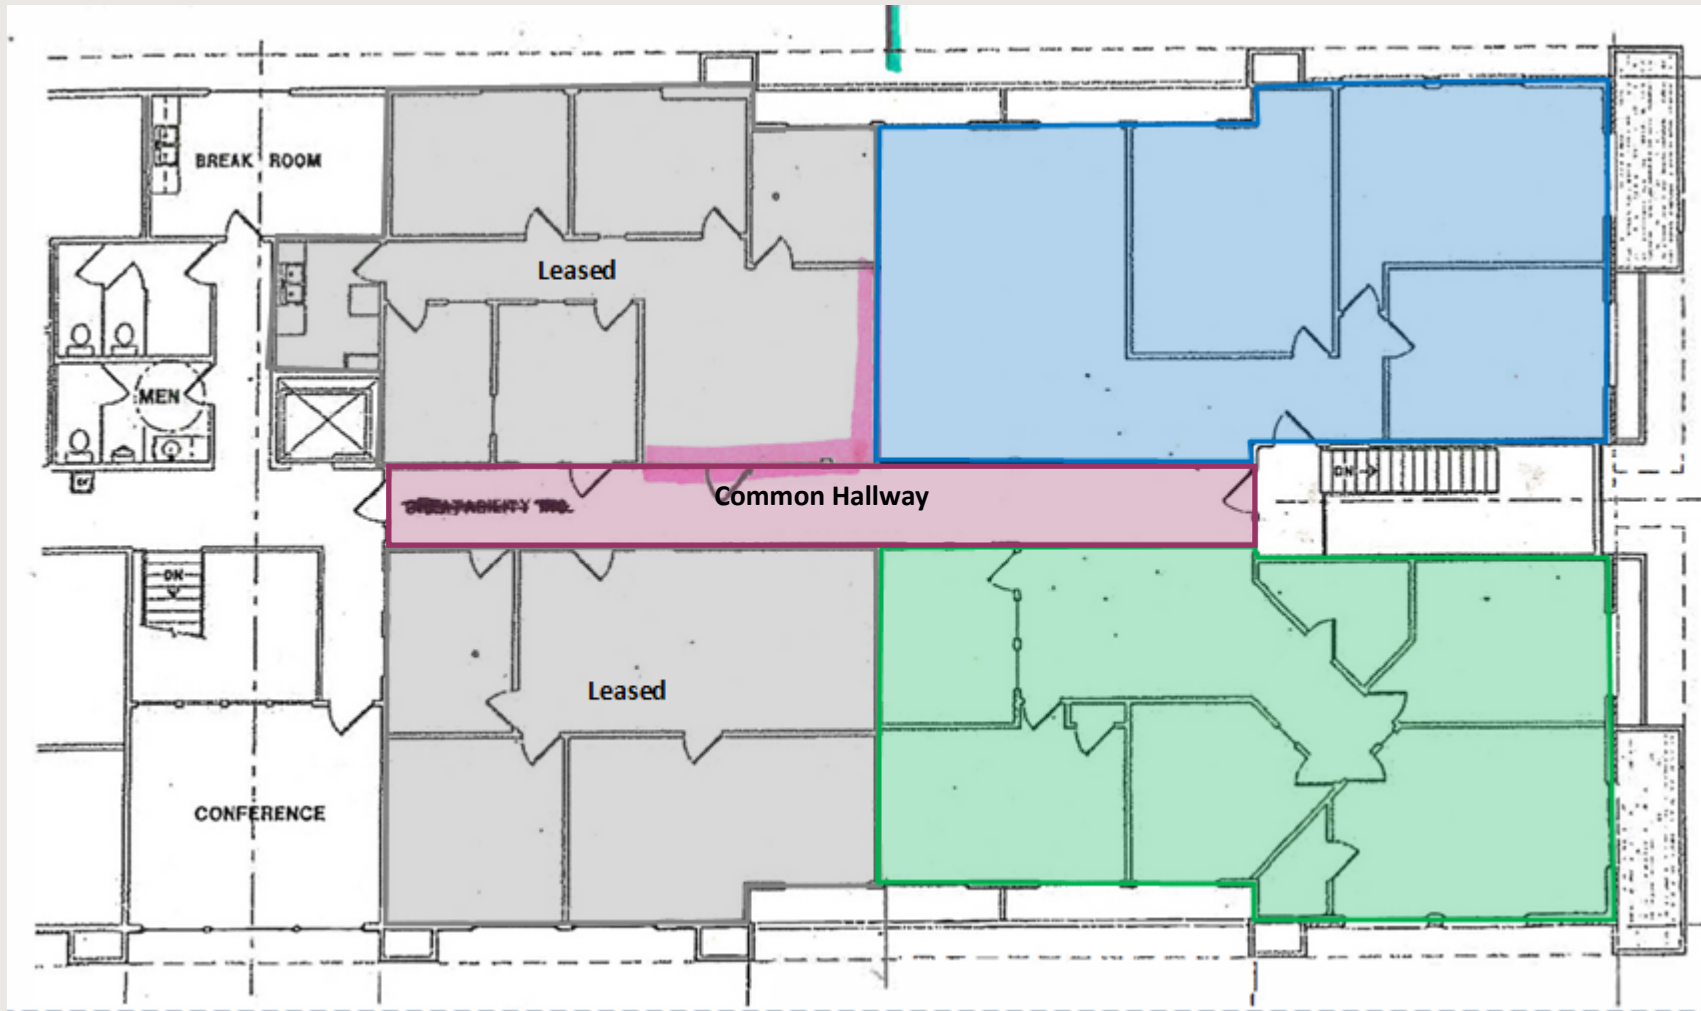 BREAK ROOM
Leased
MEN
DN
Common Hallway
DN
Leased
CONFERENCE